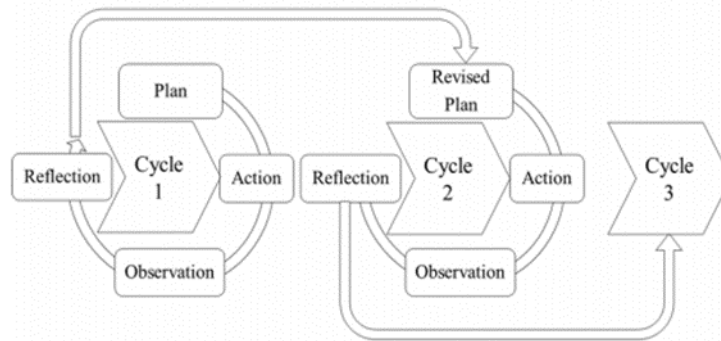 Plan
Cycle
1
Reflection
Action
Observation
Revised
Plan
Cycle
2
Reflection
Action
Observation
Cycle
3